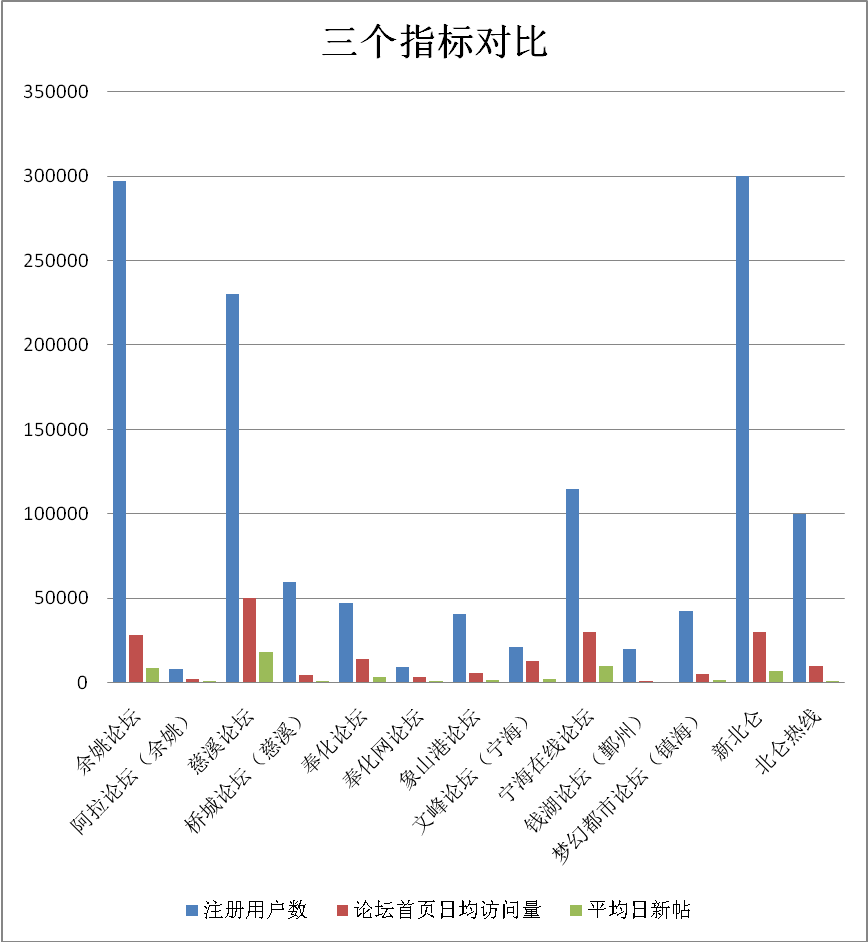 三个指标对比
350000
300000
250000
200000
150000
100000
50000
0
余姚论坛
阿拉论坛（余姚）
慈溪论坛
桥城论坛（慈溪）
奉化论坛
奉化网论坛
象山港论坛
文峰论坛（宁海）
宁海在线论坛
钱湖论坛（鄞州）
梦幻都市论坛（镇海）
新北仑
北仑热线
注册用户数 论坛首页日均访问量 平均日新帖